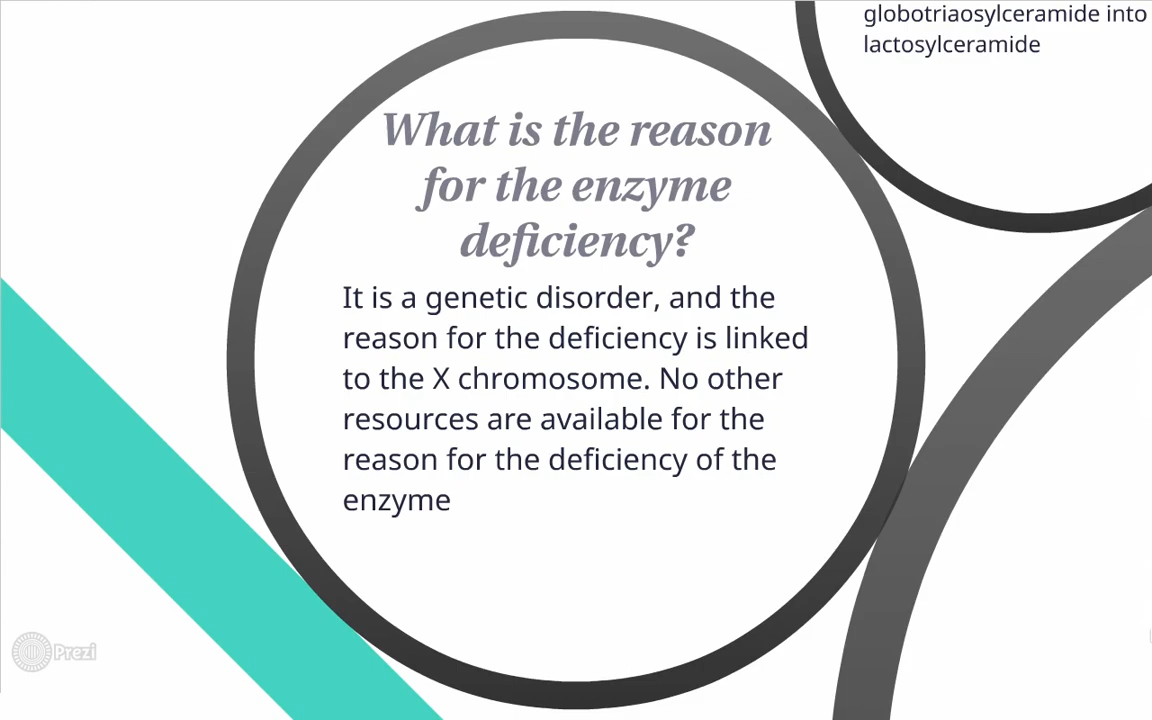 globotriaosylceramide into
lactosylceramide
What is the reason
for the enzyme
deficiency?
It is a genetic disorder, and the
reason for the deficiency is linked
to the X chromosome. No other
resources are available for the
reason for the deficiency of the
enzyme
Prezi